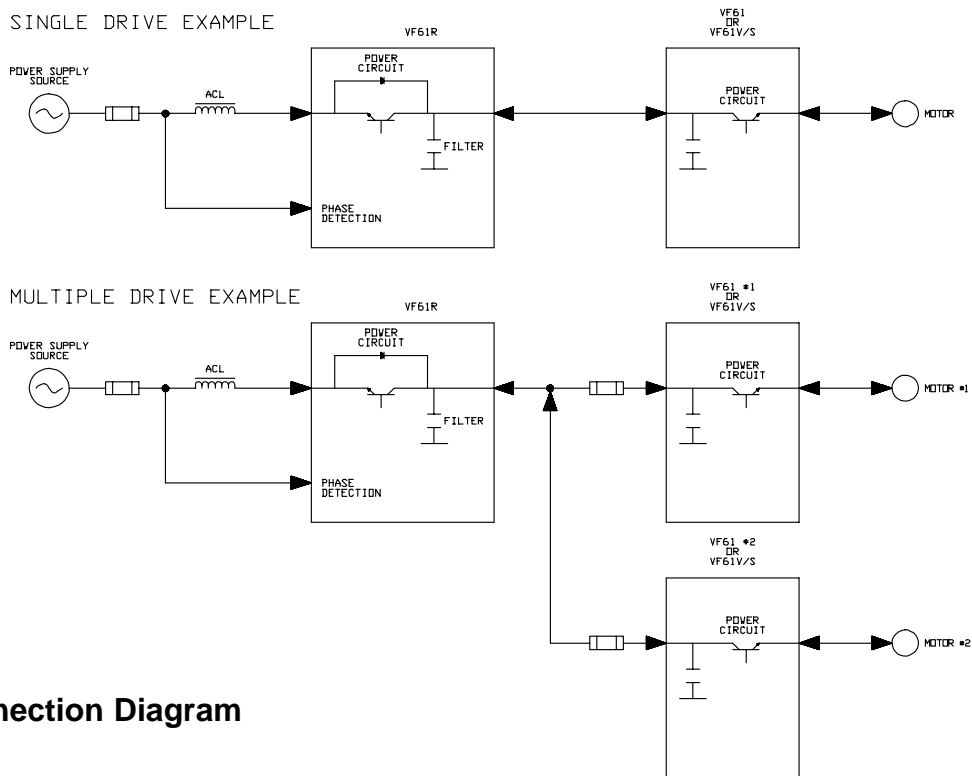 SINGLE DRIVE EXAMPLE
VF61R
VF61
OR
VF61V/S
POWER SUPPLY
SOURCE
ACL
POWER
CIRCUIT
FILTER
PHASE
DETECTION
POWER
CIRCUIT
MOTOR
MULTIPLE DRIVE EXAMPLE
VF61R
VF61 #1
OR
VF61V/S
POWER SUPPLY
SOURCE
ACL
POWER
CIRCUIT
FILTER
PHASE
DETECTION
POWER
CIRCUIT
MOTOR #1
VF61 #2
OR
VF61V/S
POWER
CIRCUIT
MOTOR #2
nection Diagram